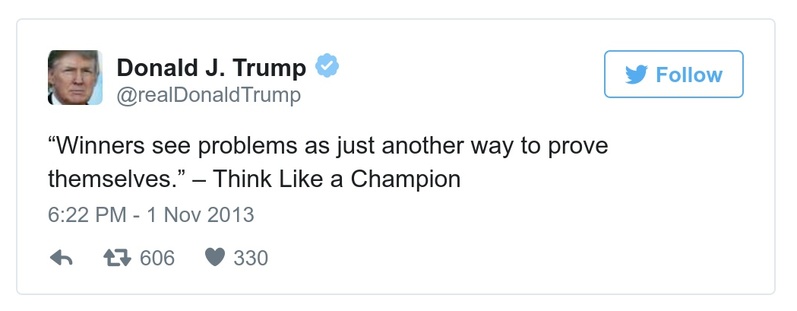 Donald J. Trump
@realDonaldTrump
Follow
“Winners see problems as just another way to prove
themselves.” – Think Like a Champion
6:22 PM - 1 Nov 2013
606 330